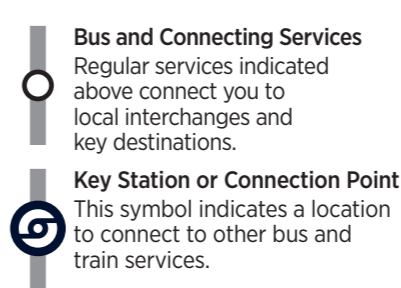 Bus and Connecting Services
Regular services indicated
above connect you to
local interchanges and
key destinations.
Key Station or Connection Point
This symbol indicates a location
to connect to other bus and
train services.